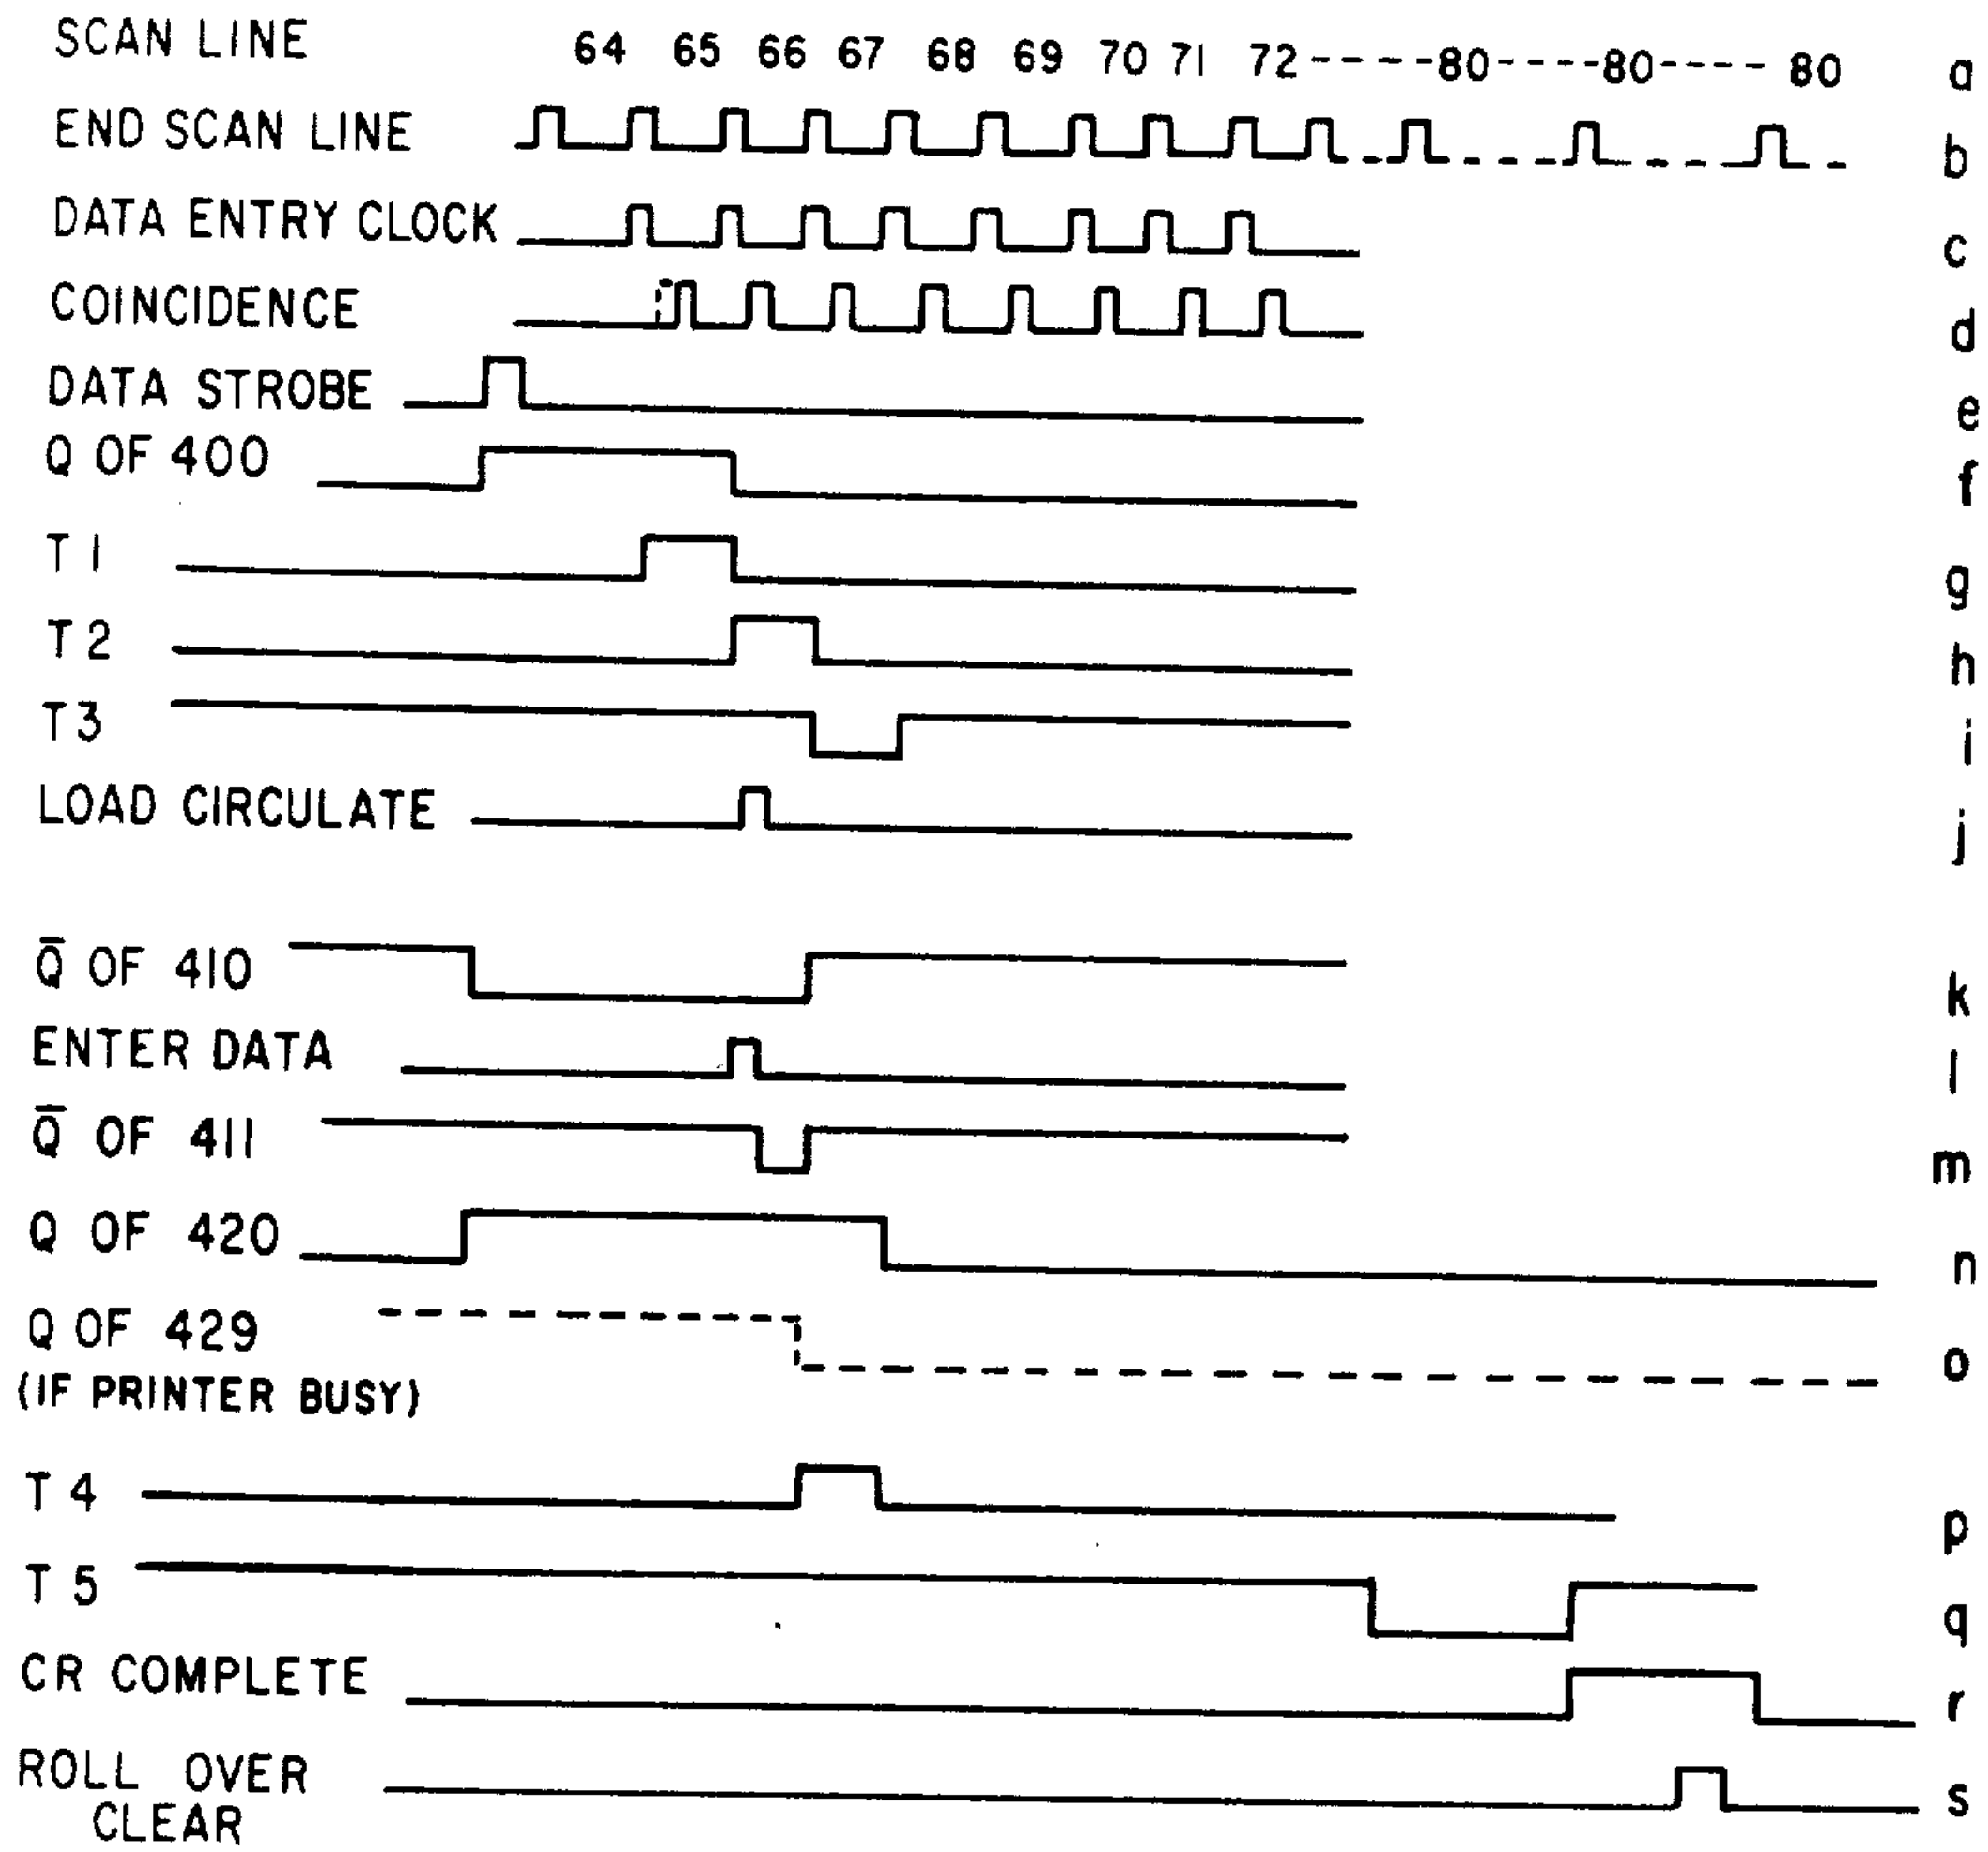 SCAN LINE 64 65 66 67 68 69 70 71 72-----80-----80---- 80 a
END SCAN LINE b
DATA ENTRY CLOCK c
COINCIDENCE d
DATA STROBE e
Q OF 400 f
T1 g
T2 h
T3 i
LOAD CIRCULATE j
Q̅ OF 410 k
ENTER DATA l
Q̅ OF 411 m
Q OF 420 n
Q OF 429 o
(IF PRINTER BUSY)
T4 p
T5 q
CR COMPLETE r
ROLL OVER s
CLEAR